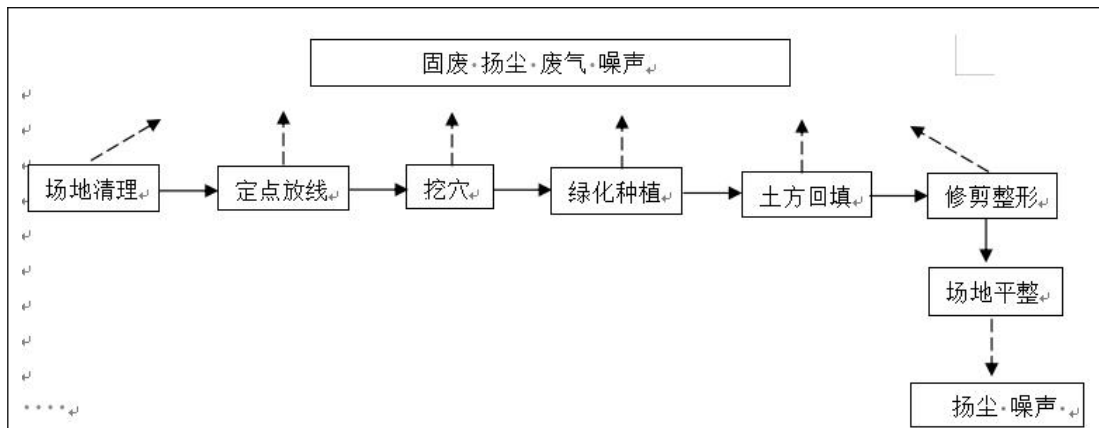 固废 扬尘 废气 噪声
场地清理
定点放线
挖穴
绿化种植
土方回填
修剪整形
场地平整
扬尘 噪声